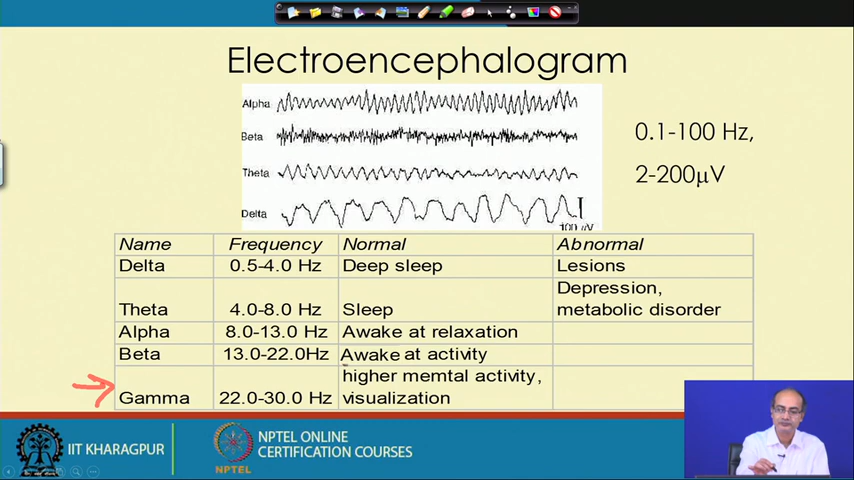 Electroencephalogram
Alpha
Beta
Theta
Delta
100 µV
0.1-100 Hz,
2-200µV
Name Frequency Normal Abnormal
Delta 0.5-4.0 Hz Deep sleep Lesions
Theta 4.0-8.0 Hz Sleep Depression, metabolic disorder
Alpha 8.0-13.0 Hz Awake at relaxation
Beta 13.0-22.0Hz Awake at activity
Gamma 22.0-30.0 Hz higher memtal activity, visualization
IIT KHARAGPUR
NPTEL
NPTEL ONLINE
CERTIFICATION COURSES